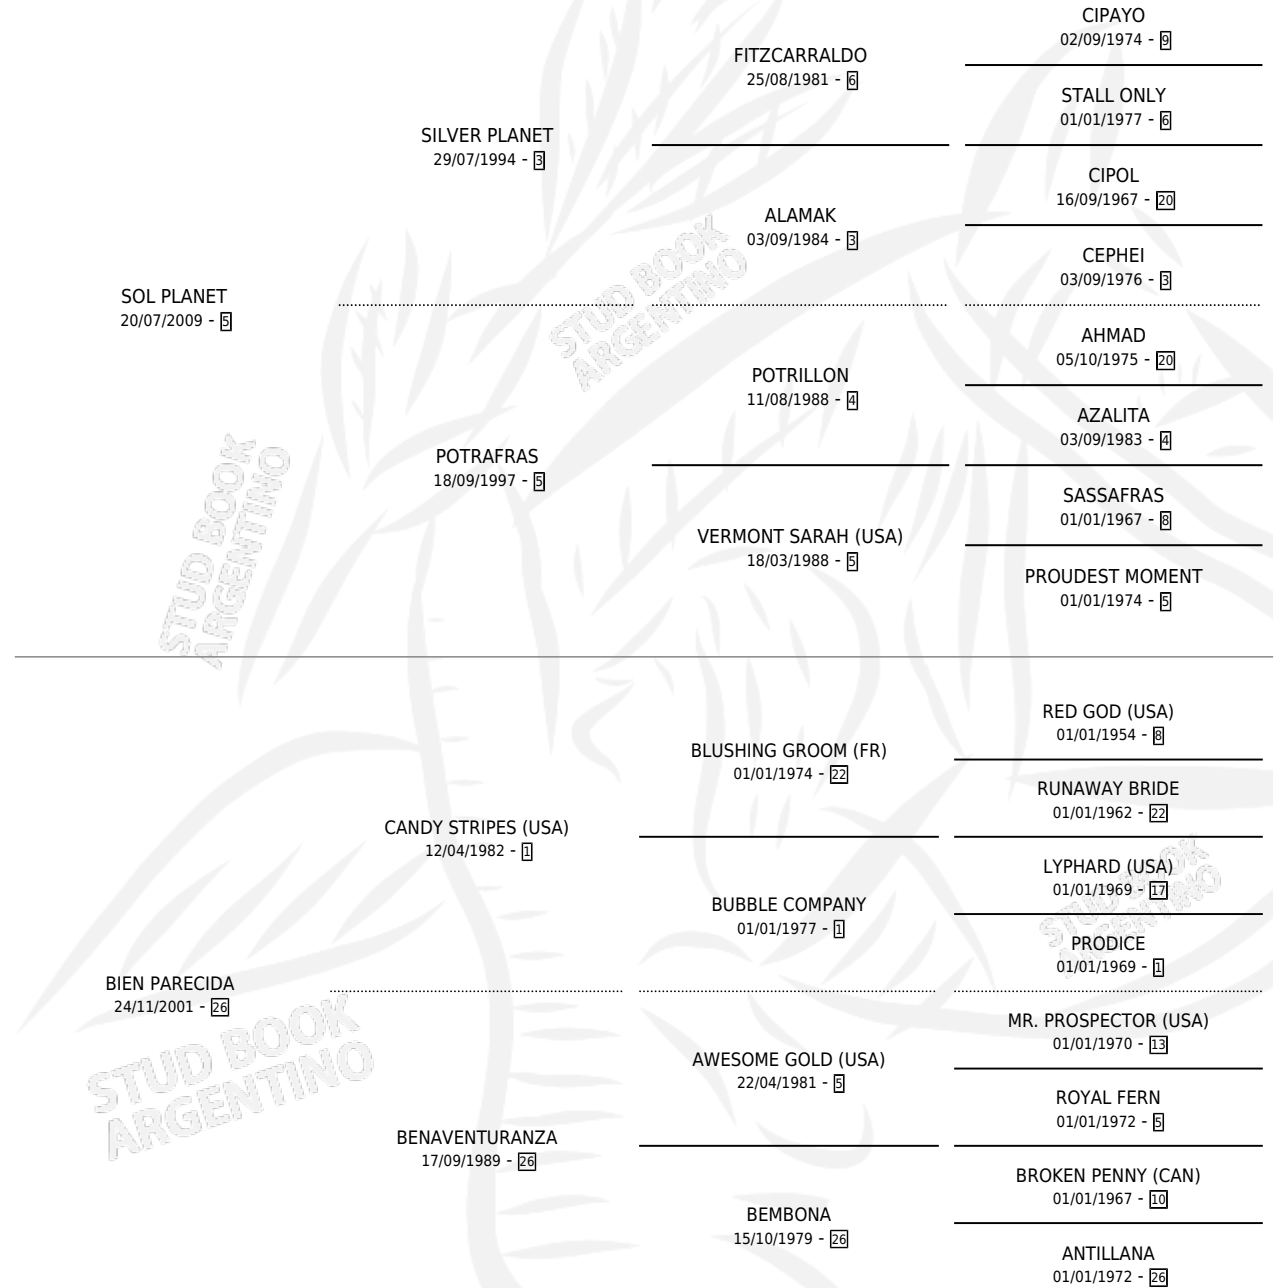 CIPAYO
02/09/1974 - 9
FITZCARRALDO
25/08/1981 - 6
STALL ONLY
01/01/1977 - 6
SILVER PLANET
29/07/1994 - 3
CIPOL
16/09/1967 - 20
ALAMAK
03/09/1984 - 3
CEPHEI
03/09/1976 - 3
SOL PLANET
20/07/2009 - 5
STUD BOOK
ARGENTINO
AHMAD
05/10/1975 - 20
POTRILLON
11/08/1988 - 4
AZALITA
03/09/1983 - 4
POTRAFRAS
18/09/1997 - 5
SASSAFRAS
01/01/1967 - 8
VERMONT SARAH (USA)
18/03/1988 - 5
PROUDEST MOMENT
01/01/1974 - 5
STUD BOOK
ARGENTINO
RED GOD (USA)
01/01/1954 - 8
BLUSHING GROOM (FR)
01/01/1974 - 22
RUNAWAY BRIDE
01/01/1962 - 22
CANDY STRIPES (USA)
12/04/1982 - 1
LYPHARD (USA)
01/01/1969 - 17
BUBBLE COMPANY
01/01/1977 - 1
PRODICE
01/01/1969 - 1
STUD BOOK
ARGENTINO
BIEN PARECIDA
24/11/2001 - 26
MR. PROSPECTOR (USA)
01/01/1970 - 13
AWESOME GOLD (USA)
22/04/1981 - 5
ROYAL FERN
01/01/1972 - 5
STUD BOOK
ARGENTINO
BENAVENTURANZA
17/09/1989 - 26
BROKEN PENNY (CAN)
01/01/1967 - 10
BEMBONA
15/10/1979 - 26
ANTILLANA
01/01/1972 - 26